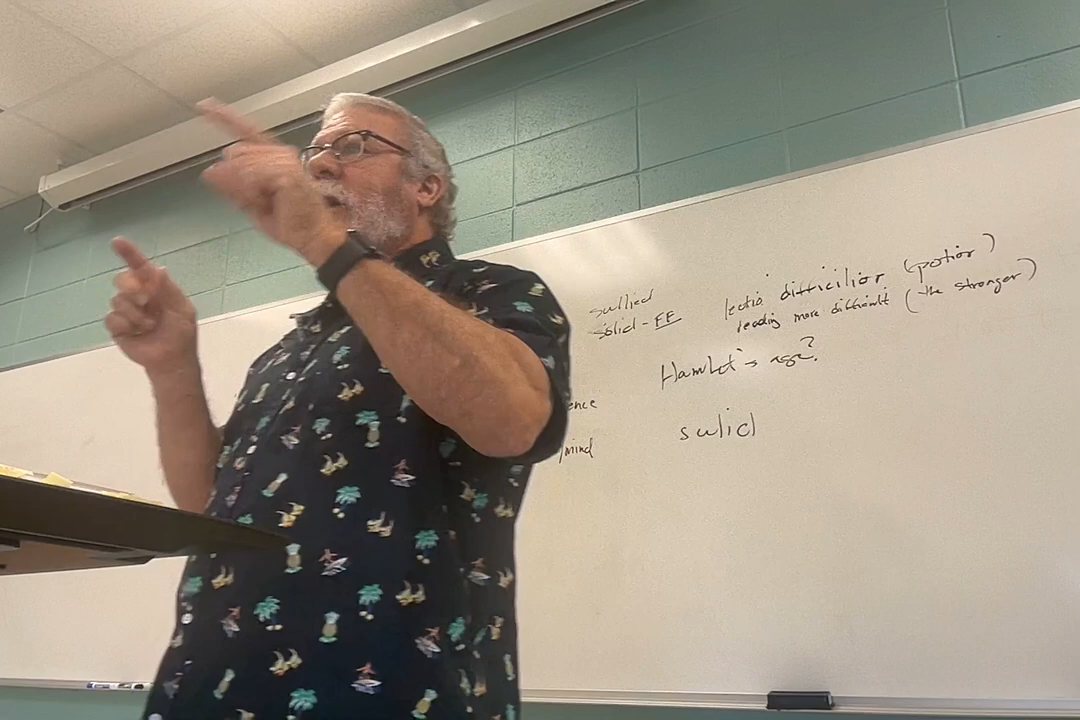 sullied
solid - FF
lectio difficilior (potior)
reading more difficult (the stronger)
Hamlet's age?
ence
/mind
sulid